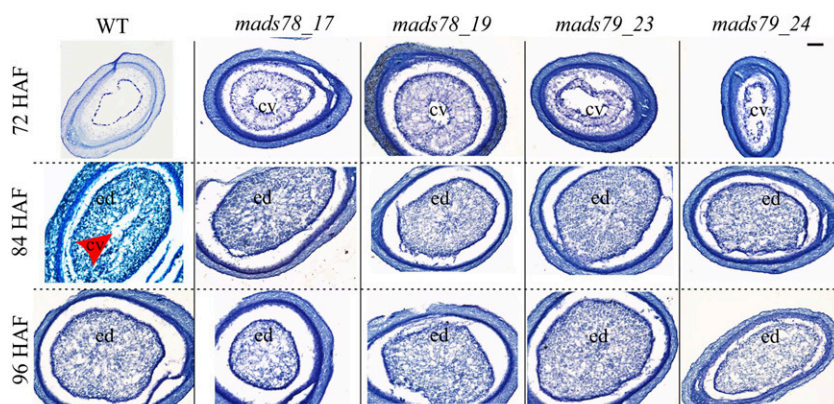 WT mads78_17 mads78_19 mads79_23 mads79_24
72 HAF cv cv cv cv
84 HAF ed cv ed ed ed ed
96 HAF ed ed ed ed ed